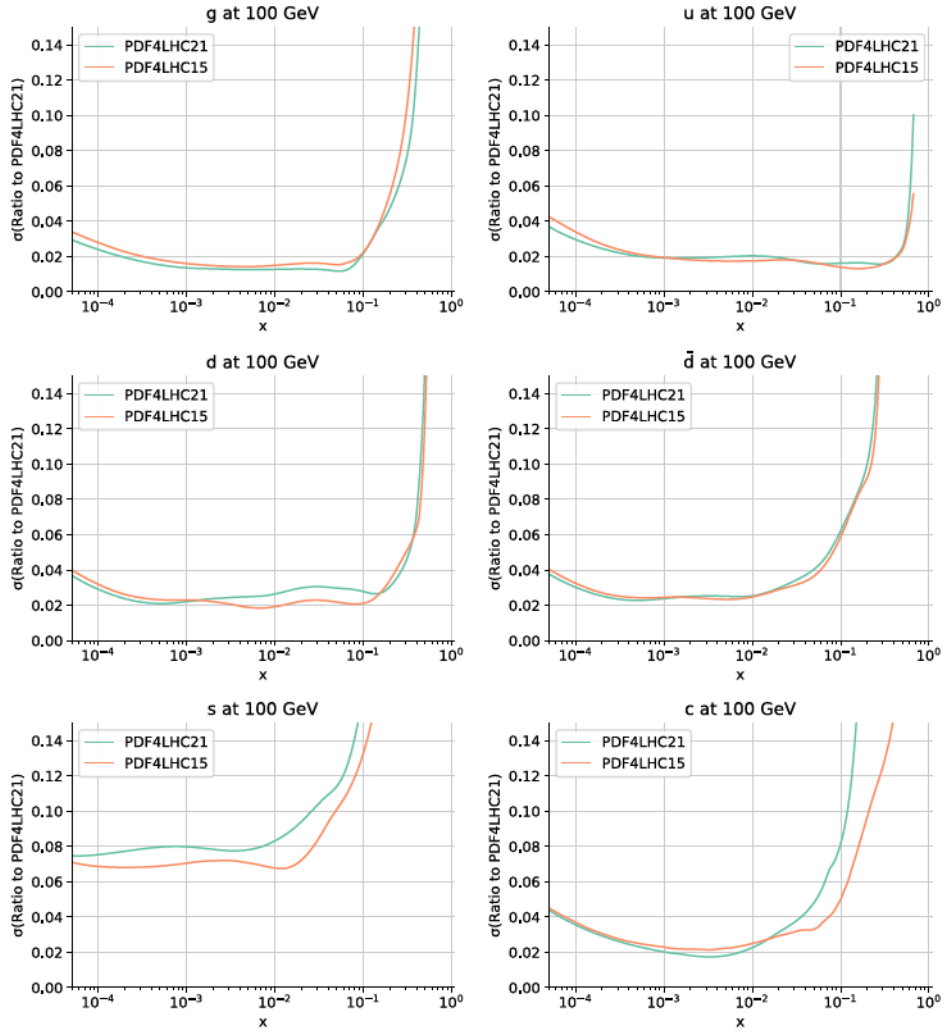 g at 100 GeV
σ(Ratio to PDF4LHC21)
0.14
0.12
0.10
0.08
0.06
0.04
0.02
0.00
PDF4LHC21
PDF4LHC15
10⁻⁴ 10⁻³ 10⁻² 10⁻¹ 10⁰
x
u at 100 GeV
σ(Ratio to PDF4LHC21)
0.14
0.12
0.10
0.08
0.06
0.04
0.02
0.00
PDF4LHC21
PDF4LHC15
10⁻⁴ 10⁻³ 10⁻² 10⁻¹ 10⁰
x
d at 100 GeV
σ(Ratio to PDF4LHC21)
0.14
0.12
0.10
0.08
0.06
0.04
0.02
0.00
PDF4LHC21
PDF4LHC15
10⁻⁴ 10⁻³ 10⁻² 10⁻¹ 10⁰
x
d̄ at 100 GeV
σ(Ratio to PDF4LHC21)
0.14
0.12
0.10
0.08
0.06
0.04
0.02
0.00
PDF4LHC21
PDF4LHC15
10⁻⁴ 10⁻³ 10⁻² 10⁻¹ 10⁰
x
s at 100 GeV
σ(Ratio to PDF4LHC21)
0.14
0.12
0.10
0.08
0.06
0.04
0.02
0.00
PDF4LHC21
PDF4LHC15
10⁻⁴ 10⁻³ 10⁻² 10⁻¹ 10⁰
x
c at 100 GeV
σ(Ratio to PDF4LHC21)
0.14
0.12
0.10
0.08
0.06
0.04
0.02
0.00
PDF4LHC21
PDF4LHC15
10⁻⁴ 10⁻³ 10⁻² 10⁻¹ 10⁰
x